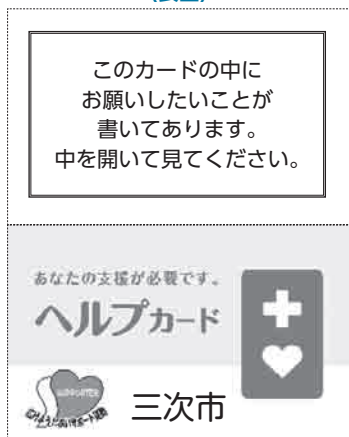 このカードの中に
お願いしたいことが
書いてあります。
中を開いて見てください。
あなたの支援が必要です。
ヘルプカード
三次市